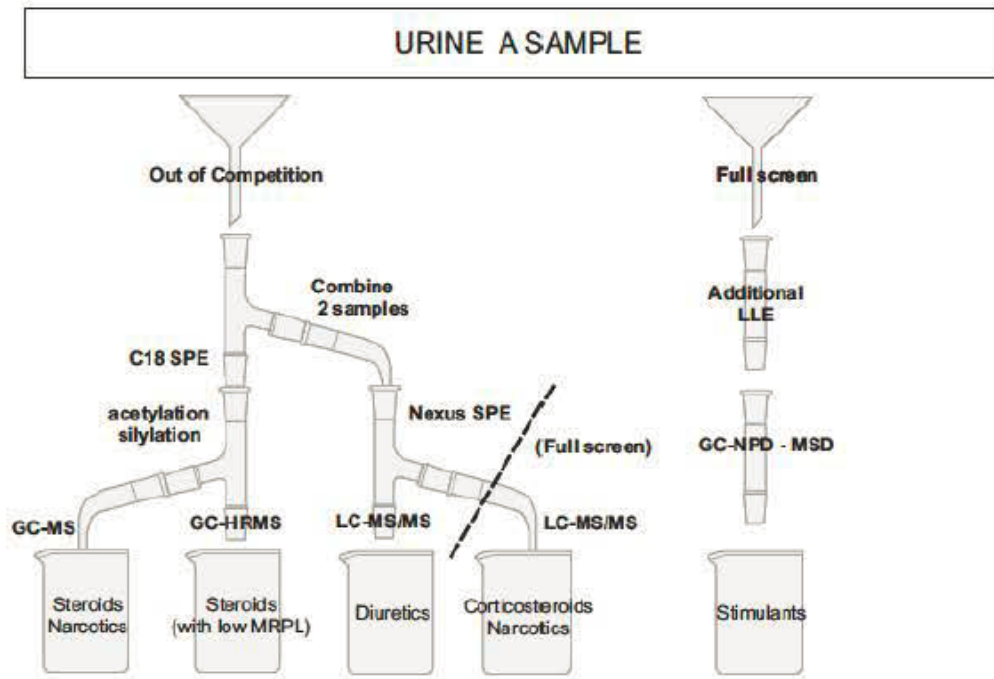 URINE A SAMPLE
Out of Competition
Full screen
Combine
2 samples
Additional
LLE
C18 SPE
acetylation
silylation
Nexus SPE
(Full screen)
GC-NPD - MSD
GC-MS
GC-HRMS
LC-MS/MS
LC-MS/MS
Steroids
Narcotics
Steroids
(with low MRPL)
Diuretics
Corticosteroids
Narcotics
Stimulants